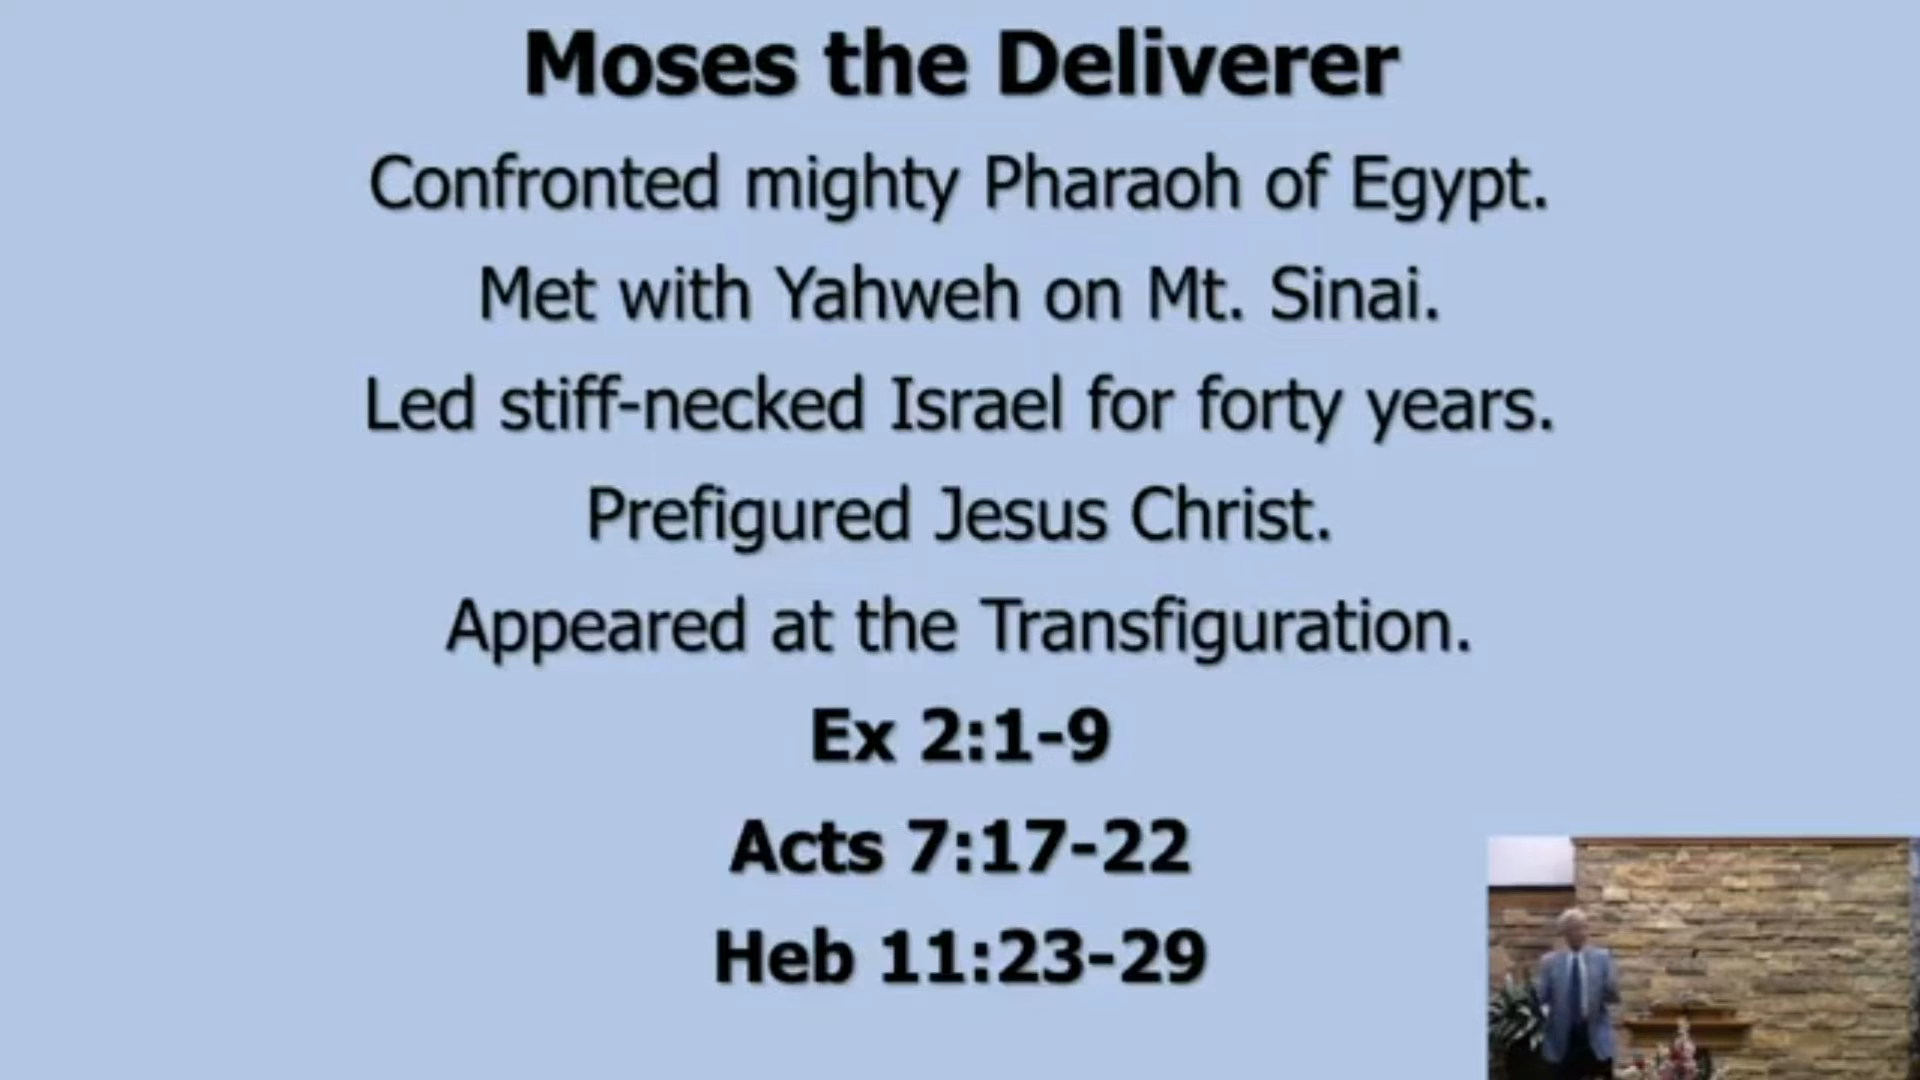 Moses the Deliverer
Confronted mighty Pharaoh of Egypt.
Met with Yahweh on Mt. Sinai.
Led stiff-necked Israel for forty years.
Prefigured Jesus Christ.
Appeared at the Transfiguration.
Ex 2:1-9
Acts 7:17-22
Heb 11:23-29